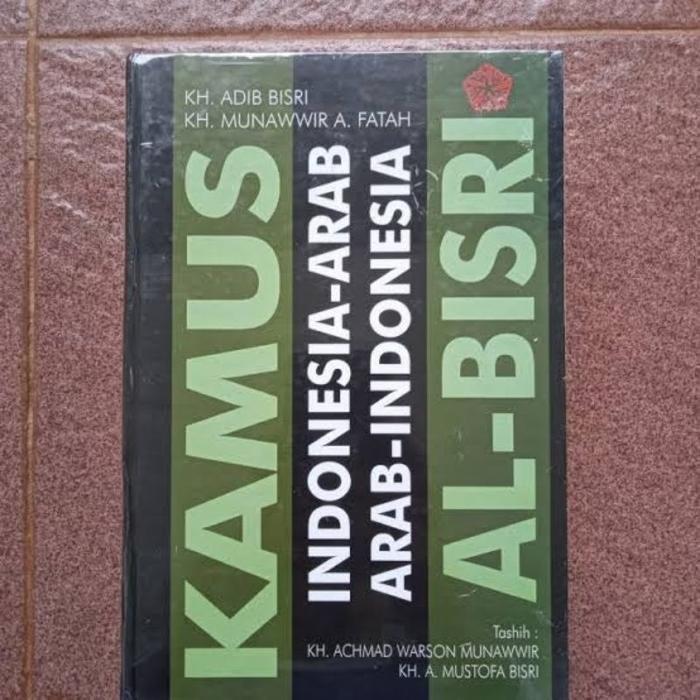 KH. ADIB BISRI
KH. MUNAWWIR A. FATAH
KAMUS
INDONESIA-ARAB
ARAB-INDONESIA
AL-BISRI
Tashih :
KH. ACHMAD WARSON MUNAWWIR
KH. A. MUSTOFA BISRI